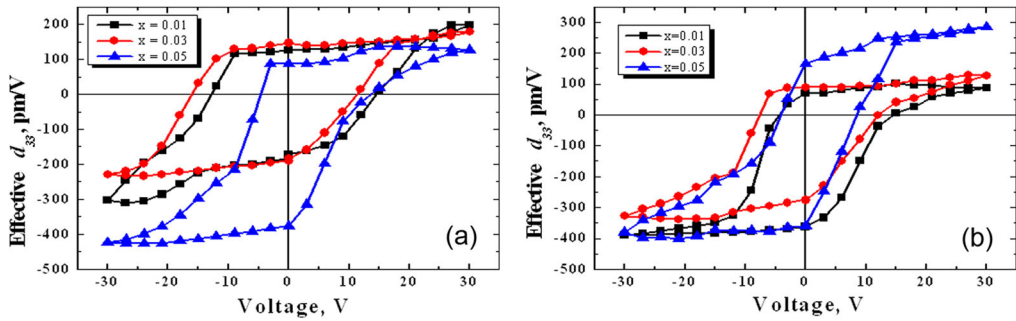 200
100
0
-100
-200
-300
-400
-500
Effective d33, pm/V
x = 0.01
x = 0.03
x = 0.05
(a)
-30 -20 -10 0 10 20 30
Voltage, V
300
200
100
0
-100
-200
-300
-400
-500
Effective d33, pm/V
x = 0.01
x = 0.03
x = 0.05
(b)
-30 -20 -10 0 10 20 30
Voltage, V